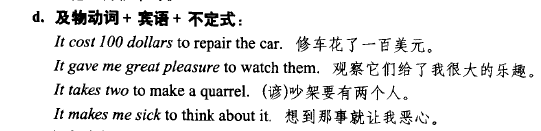 d. 及物动词 + 宾语 + 不定式：
It cost 100 dollars to repair the car. 修车花了一百美元。
It gave me great pleasure to watch them. 观察它们给了我很大的乐趣。
It takes two to make a quarrel. (谚)吵架要有两个人。
It makes me sick to think about it. 想到那事就让我恶心。